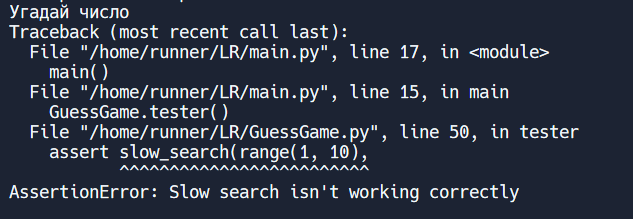 Угадай число
Traceback (most recent call last):
  File "/home/runner/LR/main.py", line 17, in <module>
    main()
  File "/home/runner/LR/main.py", line 15, in main
    GuessGame.tester()
  File "/home/runner/LR/GuessGame.py", line 50, in tester
    assert slow_search(range(1, 10),
           ^^^^^^^^^^^^^^^^^^^^^^^^^
AssertionError: Slow search isn't working correctly